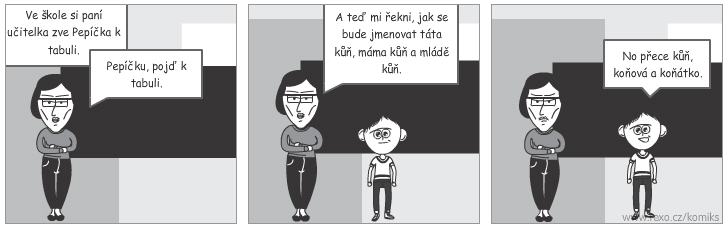 Ve škole si paní
učitelka zve Pepíčka k
tabuli.
Pepíčku, pojď k
tabuli.
A teď mi řekni, jak se
bude jmenovat táta
kůň, máma kůň a mládě
kůň.
No přece kůň,
koňová a koňátko.
www.rexo.cz/komiks